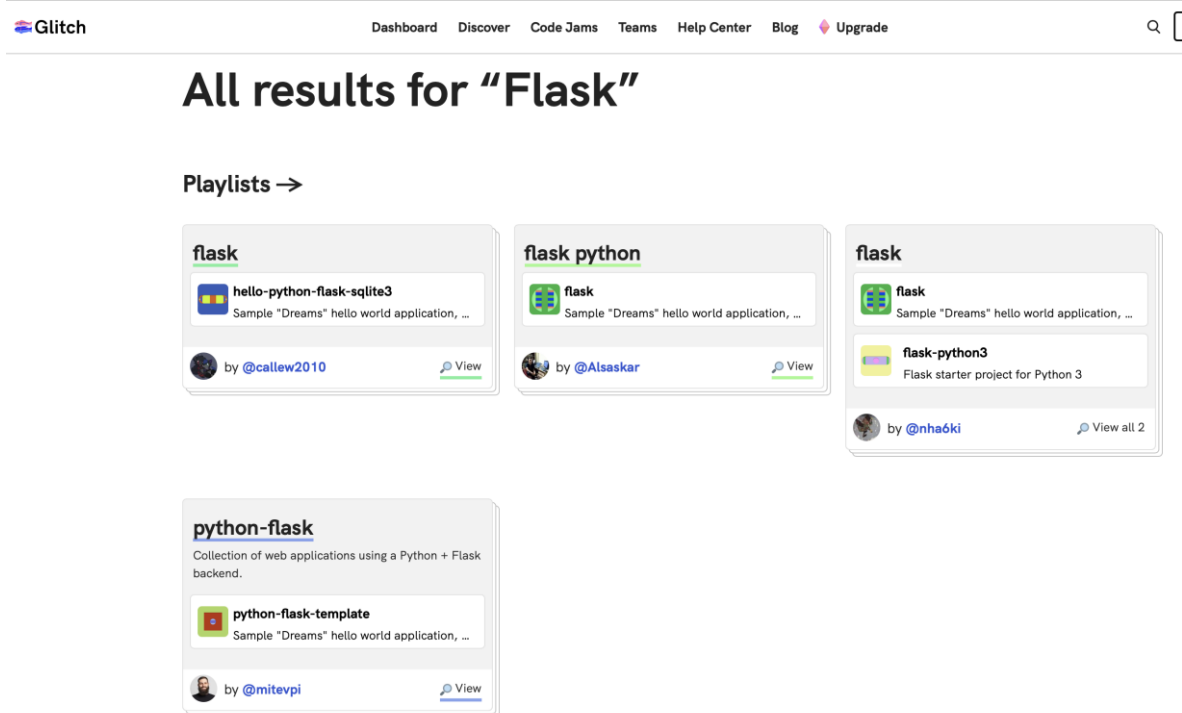 Glitch
Dashboard Discover Code Jams Teams Help Center Blog Upgrade
All results for “Flask”
Playlists →
flask
hello-python-flask-sqlite3
Sample "Dreams" hello world application, ...
by @callew2010
View
flask python
flask
Sample "Dreams" hello world application, ...
by @Alsaskar
View
flask
flask
Sample "Dreams" hello world application, ...
flask-python3
Flask starter project for Python 3
by @nha6ki
View all 2
python-flask
Collection of web applications using a Python + Flask
backend.
python-flask-template
Sample "Dreams" hello world application, ...
by @mitevpi
View